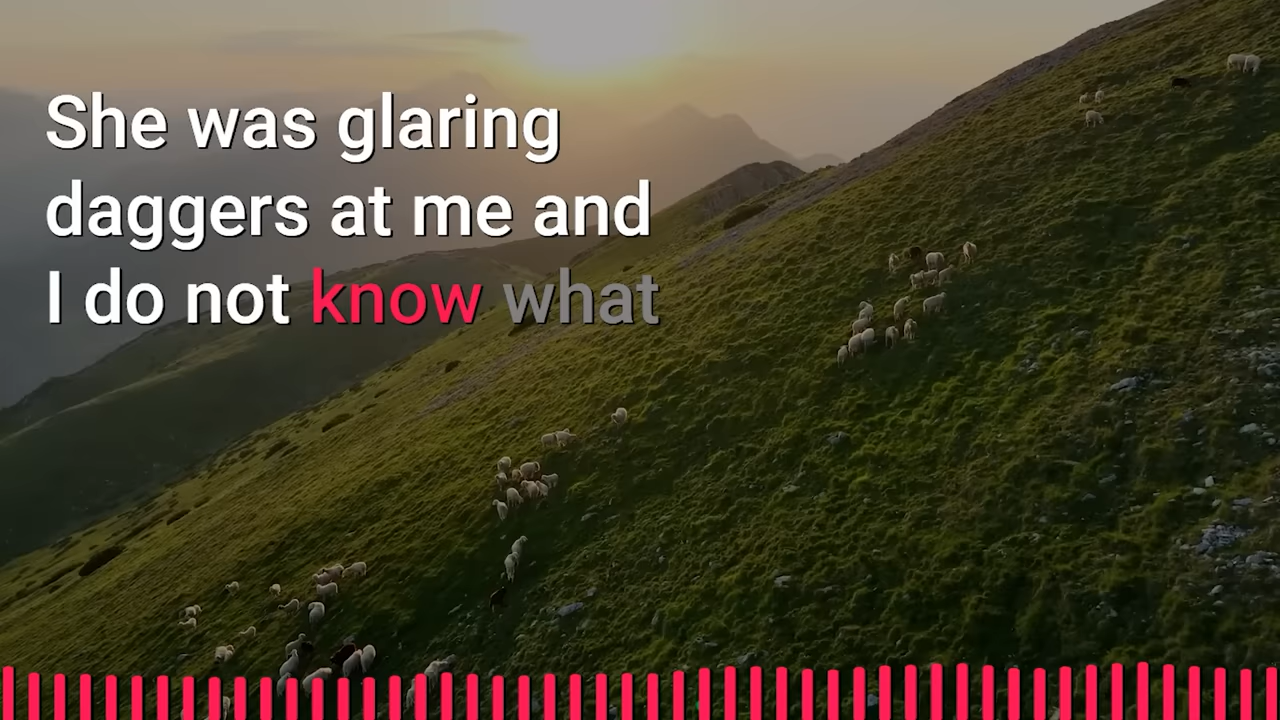 She was glaring
daggers at me and
I do not know what